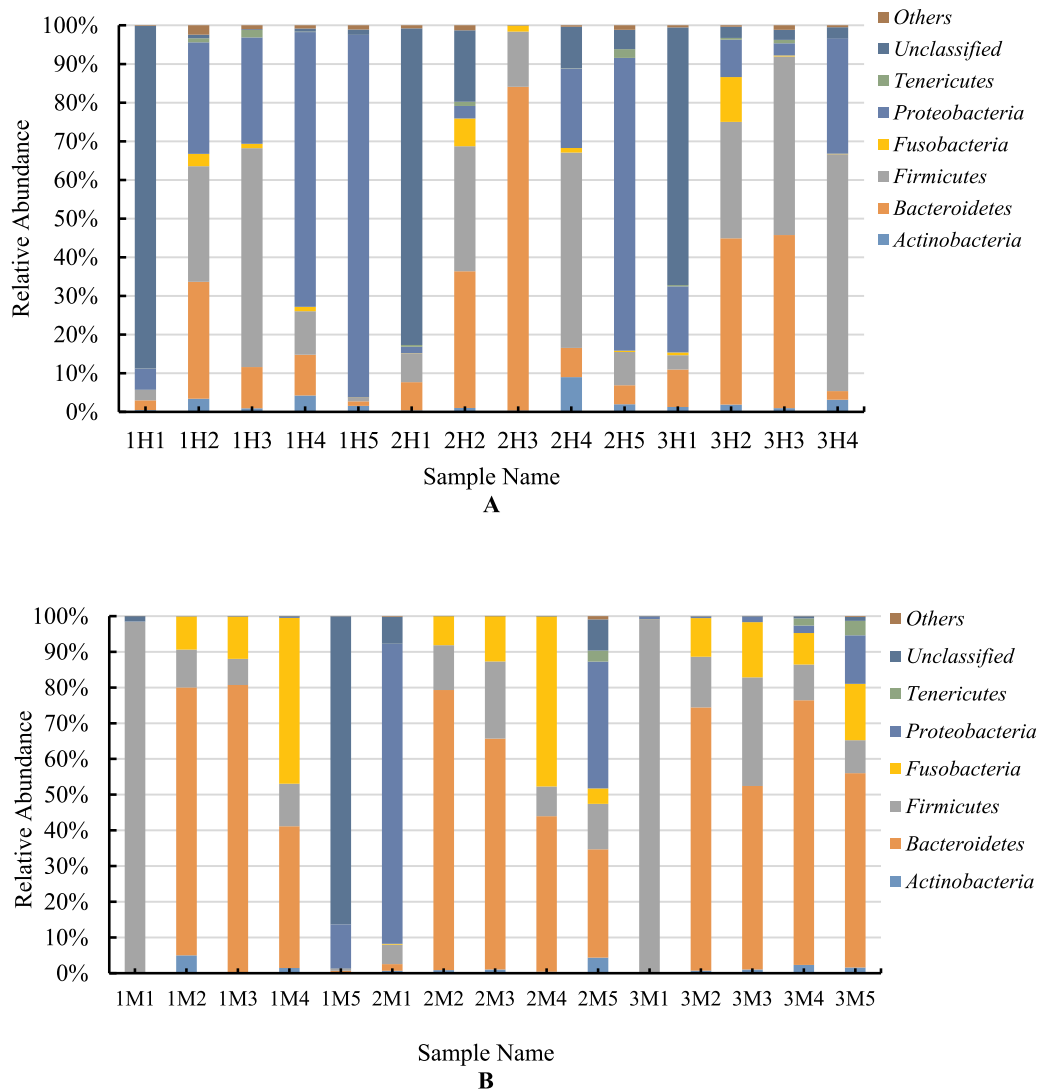 100%
90%
80%
70%
60%
50%
40%
30%
20%
10%
0%
Relative Abundance
1H1 1H2 1H3 1H4 1H5 2H1 2H2 2H3 2H4 2H5 3H1 3H2 3H3 3H4
Sample Name
A
Others
Unclassified
Tenericutes
Proteobacteria
Fusobacteria
Firmicutes
Bacteroidetes
Actinobacteria
100%
90%
80%
70%
60%
50%
40%
30%
20%
10%
0%
Relative Abundance
1M1 1M2 1M3 1M4 1M5 2M1 2M2 2M3 2M4 2M5 3M1 3M2 3M3 3M4 3M5
Sample Name
B
Others
Unclassified
Tenericutes
Proteobacteria
Fusobacteria
Firmicutes
Bacteroidetes
Actinobacteria